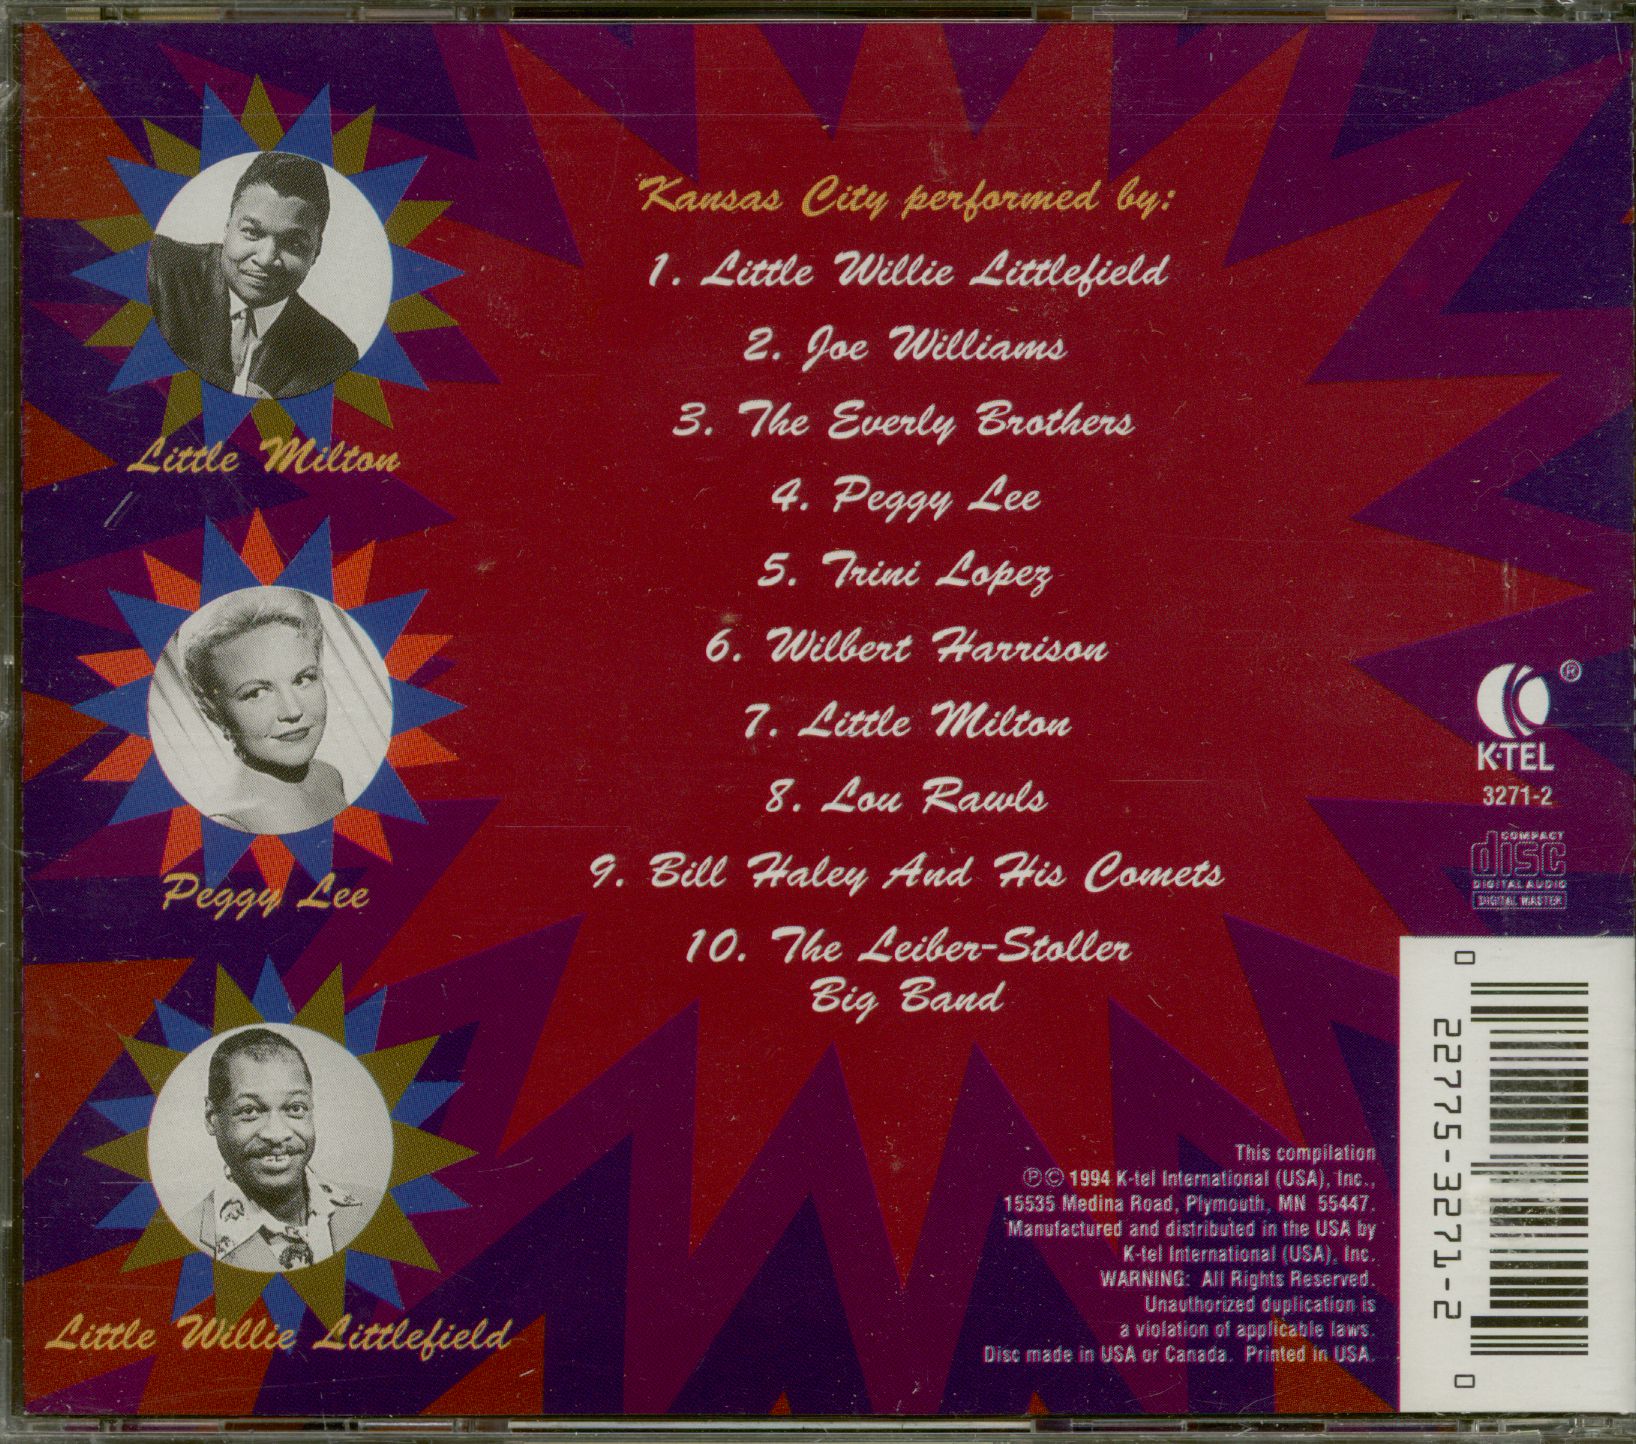 Kansas City performed by:
1. Little Willie Littlefield
2. Joe Williams
3. The Everly Brothers
4. Peggy Lee
5. Trini Lopez
6. Wilbert Harrison
7. Little Milton
8. Lou Rawls
9. Bill Haley And His Comets
10. The Leiber-Stoller
Big Band
Little Milton
Peggy Lee
Little Willie Littlefield
®
K·TEL
3271-2
COMPACT
disc
DIGITAL AUDIO
DIGITAL MASTER
0 22775-3271-2 0
This compilation
℗© 1994 K-tel International (USA), Inc.,
15535 Medina Road, Plymouth, MN 55447.
Manufactured and distributed in the USA by
K-tel International (USA), Inc.
WARNING: All Rights Reserved.
Unauthorized duplication is
a violation of applicable laws.
Disc made in USA or Canada. Printed in USA.